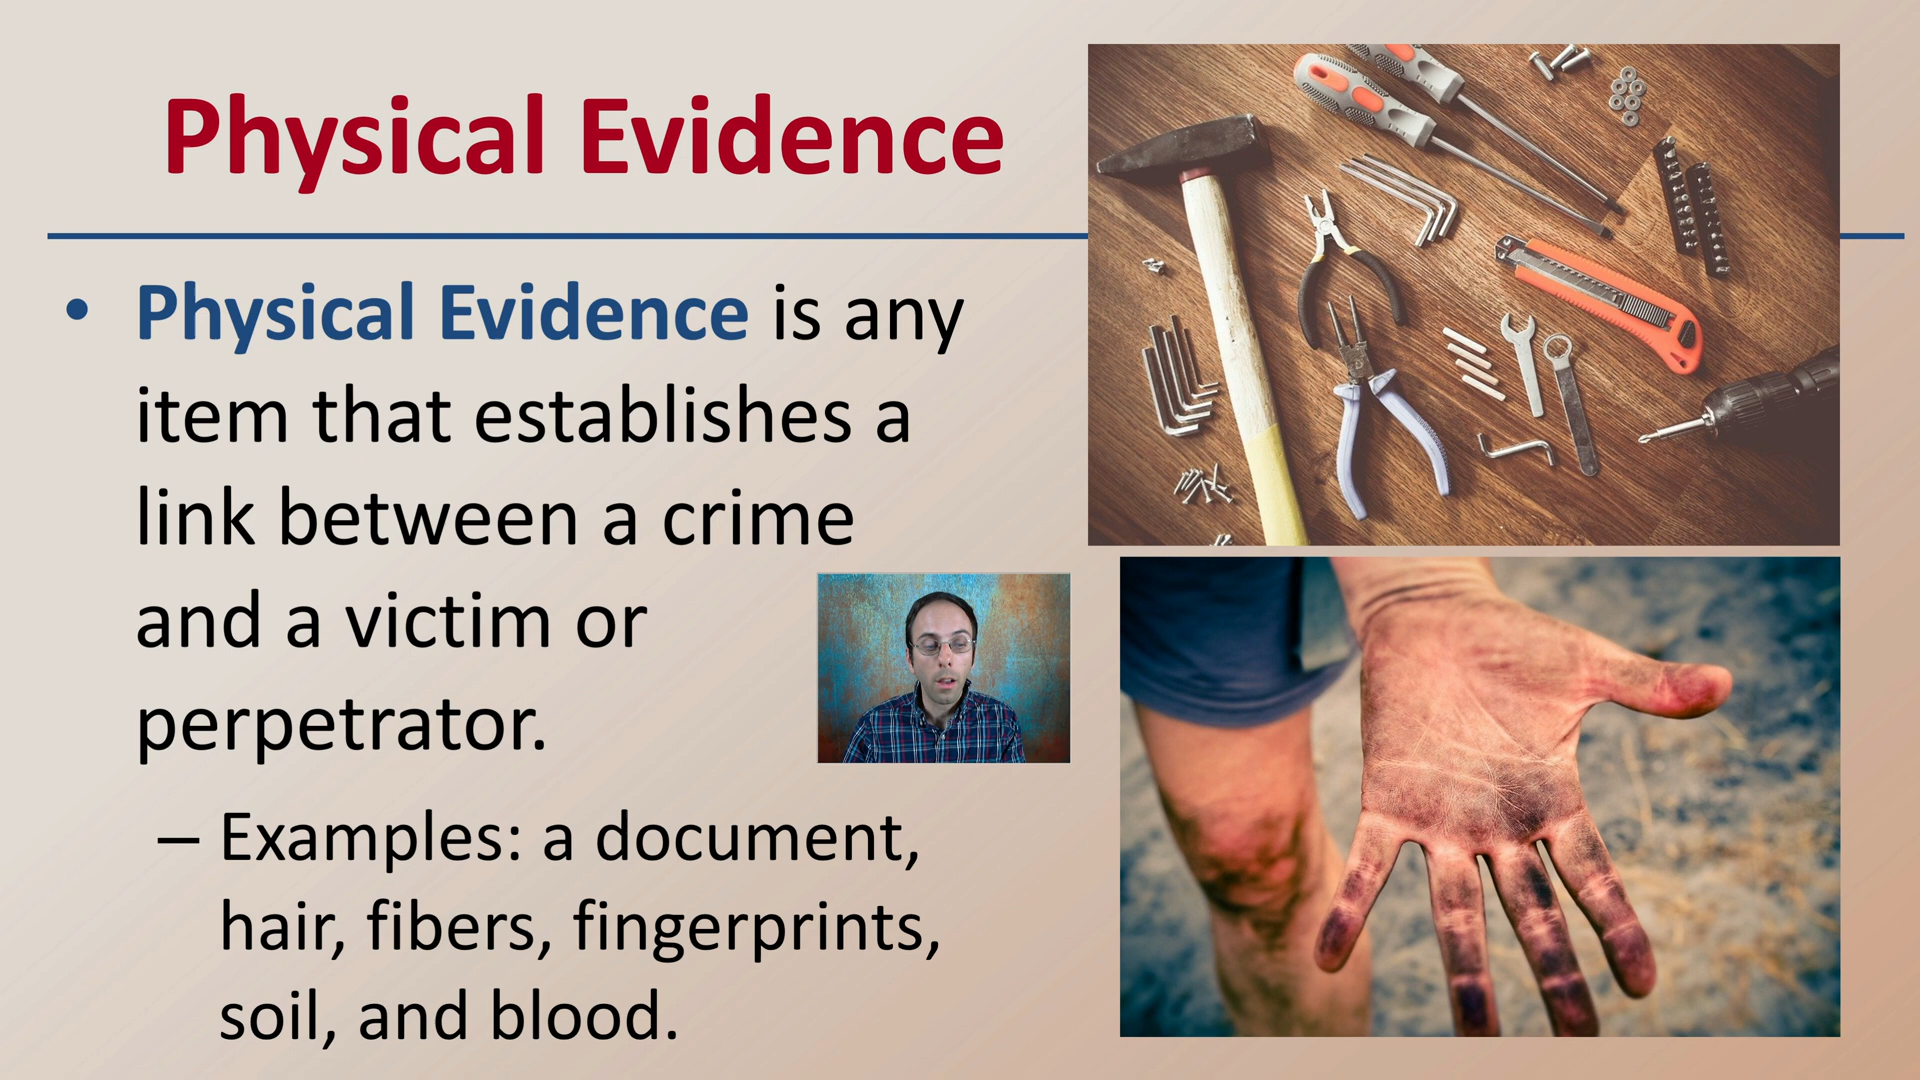 Physical Evidence
• Physical Evidence is any
item that establishes a
link between a crime
and a victim or
perpetrator.
– Examples: a document,
hair, fibers, fingerprints,
soil, and blood.